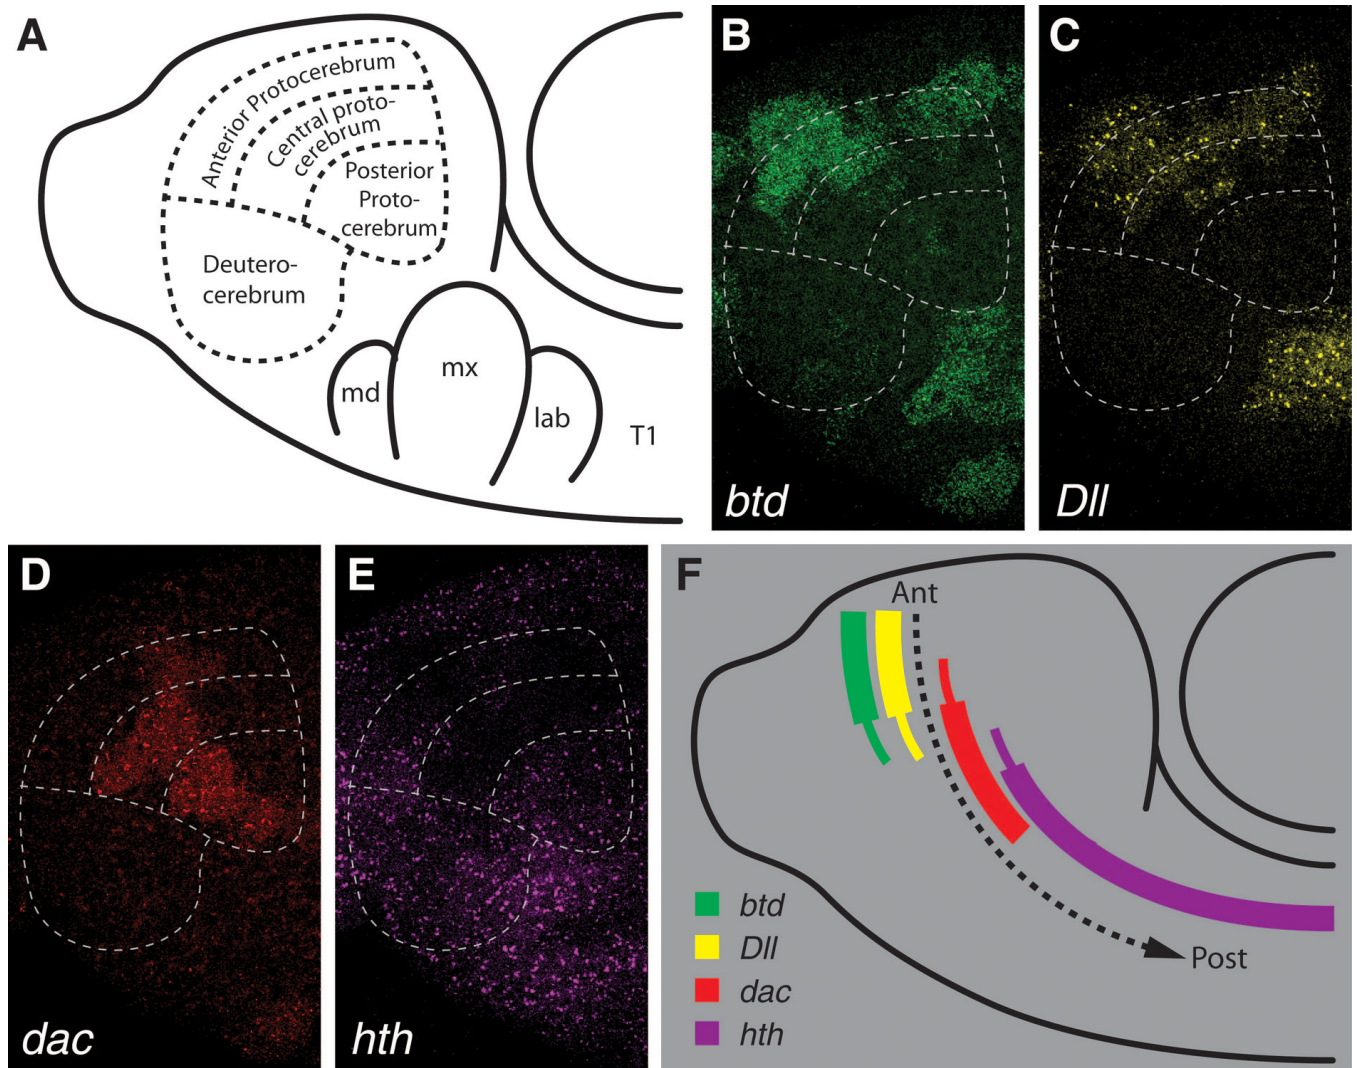 A
Anterior Protocerebrum
Central proto-
cerebrum
Posterior
Proto-
cerebrum
Deutero-
cerebrum
md
mx
lab
T1
B
btd
C
Dll
D
dac
E
hth
F
Ant
Post
btd
Dll
dac
hth